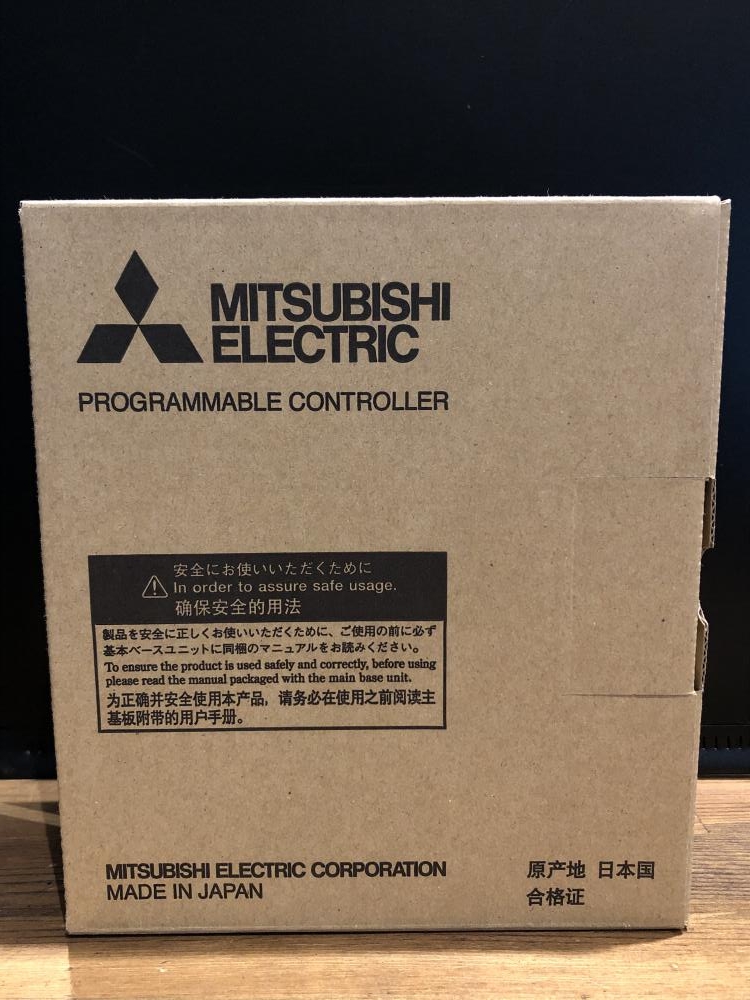 MITSUBISHI
ELECTRIC
PROGRAMMABLE CONTROLLER
安全にお使いいただくために
In order to assure safe usage.
确保安全的用法
製品を安全に正しくお使いいただくために、ご使用の前に必ず
基本ベースユニットに同梱のマニュアルをお読みください。
To ensure the product is used safely and correctly, before using
please read the manual packaged with the main base unit.
为正确并安全使用本产品，请务必在使用之前阅读主
基板附带的用户手册。
MITSUBISHI ELECTRIC CORPORATION
MADE IN JAPAN
原产地 日本国
合格证